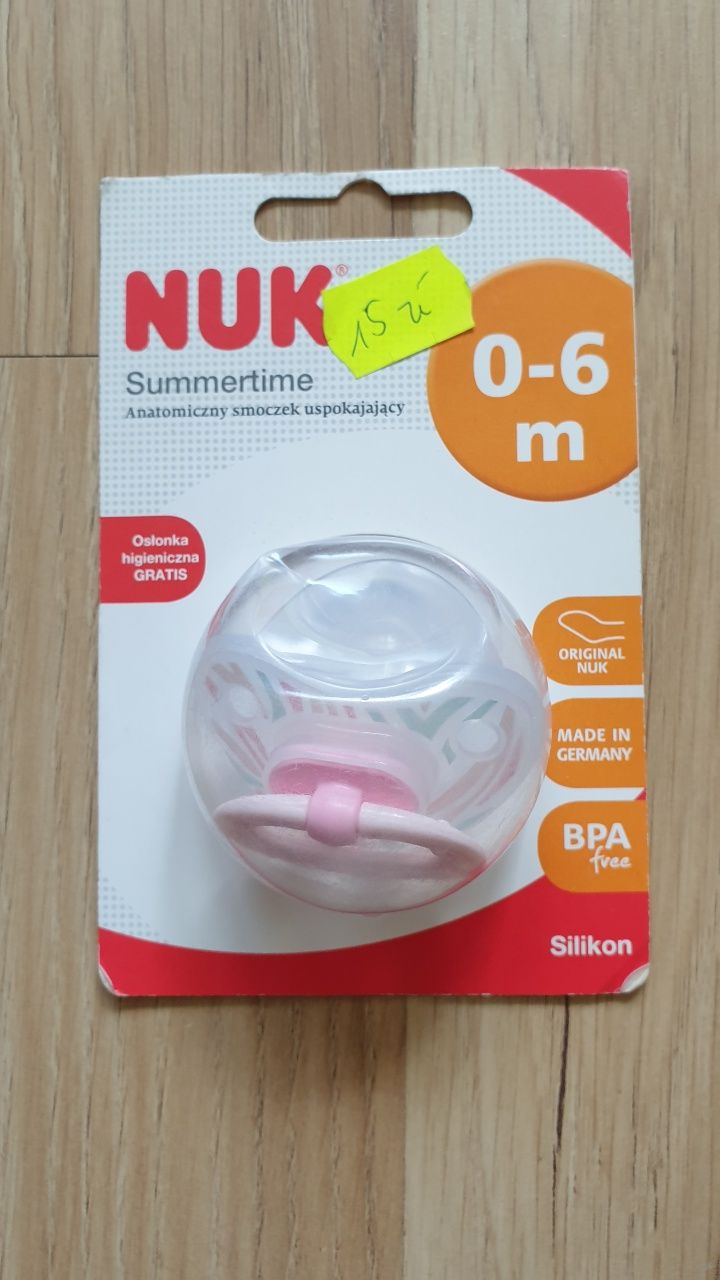 NUK®
15 zł
Summertime
Anatomiczny smoczek uspokajający
0-6
m
Osłonka
higieniczna
GRATIS
ORIGINAL
NUK
MADE IN
GERMANY
BPA
free
Silikon